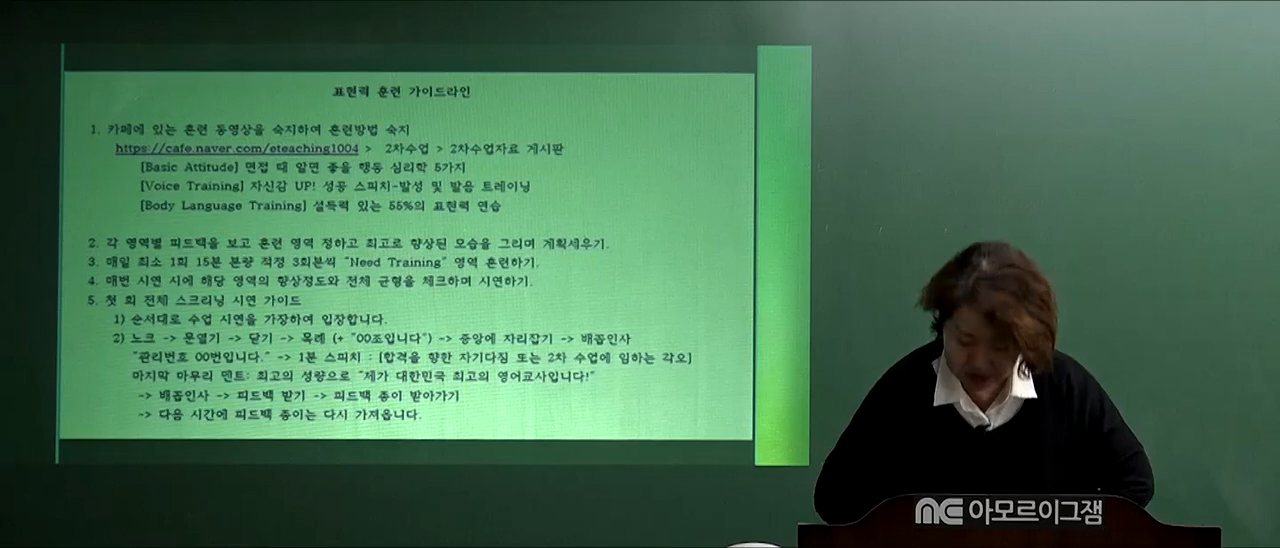 표현력 훈련 가이드라인
1. 카페에 있는 훈련 동영상을 숙지하여 훈련방법 숙지
https://cafe.naver.com/eteaching1004 > 2차수업 > 2차수업자료 게시판
[Basic Attitude] 면접 때 알면 좋을 행동 심리학 5가지
[Voice Training] 자신감 UP! 성공 스피치-발성 및 발음 트레이닝
[Body Language Training] 설득력 있는 55%의 표현력 연습
2. 각 영역별 피드백을 보고 훈련 영역 정하고 최고로 향상된 모습을 그리며 계획세우기.
3. 매일 최소 1회 15분 분량 적정 3회분씩 "Need Training" 영역 훈련하기.
4. 매번 시연 시에 해당 영역의 향상정도와 전체 균형을 체크하며 시연하기.
5. 첫 회 전체 스크리닝 시연 가이드
1) 순서대로 수업 시연을 가장하여 입장합니다.
2) 노크 -> 문열기 -> 닫기 -> 목례 (+ "00조입니다") -> 중앙에 자리잡기 -> 배꼽인사
"관리번호 00번입니다." -> 1분 스피치 : [합격을 향한 자기다짐 또는 2차 수업에 임하는 각오]
마지막 마무리 멘트: 최고의 성량으로 "제가 대한민국 최고의 영어교사입니다!"
-> 배꼽인사 -> 피드백 받기 -> 피드백 종이 받아가기
-> 다음 시간에 피드백 종이는 다시 가져옵니다.
아모르이그잼